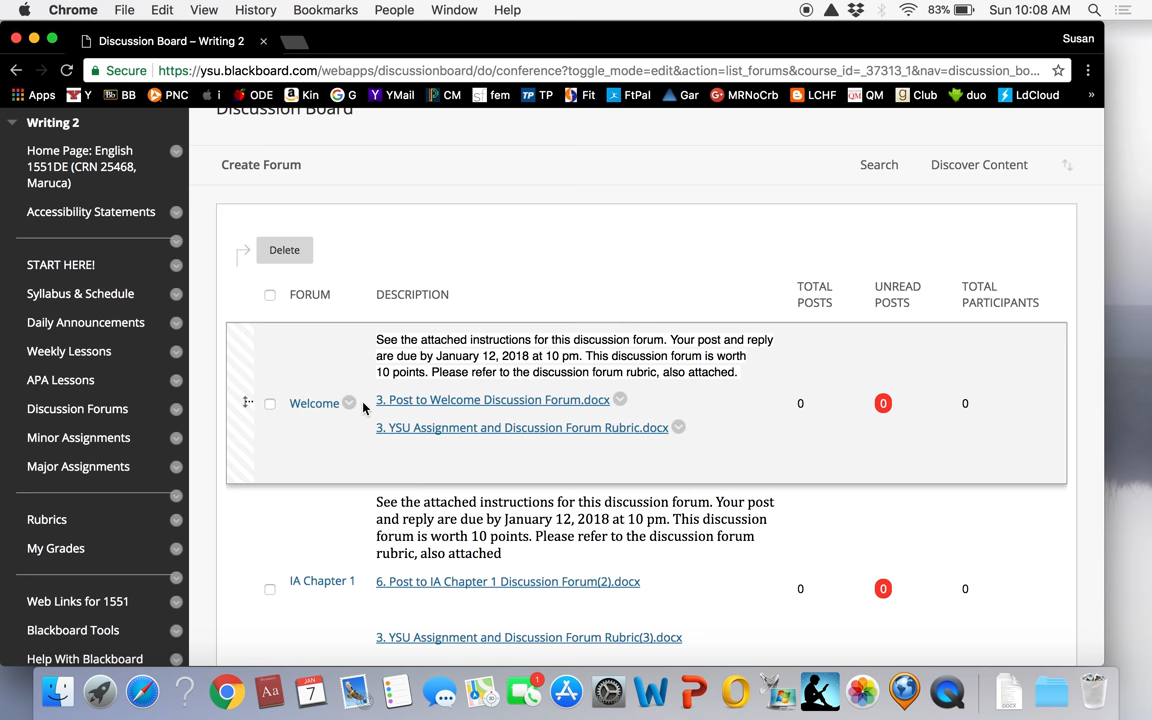 Chrome File Edit View History Bookmarks People Window Help 83% Sun 10:08 AM
Discussion Board – Writing 2 × Susan
Secure https://ysu.blackboard.com/webapps/discussionboard/do/conference?toggle_mode=edit&action=list_forums&course_id=_37313_1&nav=discussion_bo...
Apps Y BB PNC i ODE Kin G YMail CM fem TP Fit FtPal Gar MRNoCrb LCHF QM Club duo LdCloud »
Discussion Board
Writing 2
Home Page: English
1551DE (CRN 25468,
Maruca)
Accessibility Statements
START HERE!
Syllabus & Schedule
Daily Announcements
Weekly Lessons
APA Lessons
Discussion Forums
Minor Assignments
Major Assignments
Rubrics
My Grades
Web Links for 1551
Blackboard Tools
Help With Blackboard
Create Forum Search Discover Content
Delete
FORUM DESCRIPTION TOTAL POSTS UNREAD POSTS TOTAL PARTICIPANTS
See the attached instructions for this discussion forum. Your post and reply
are due by January 12, 2018 at 10 pm. This discussion forum is worth
10 points. Please refer to the discussion forum rubric, also attached.
Welcome 3. Post to Welcome Discussion Forum.docx 0 0 0
3. YSU Assignment and Discussion Forum Rubric.docx
See the attached instructions for this discussion forum. Your post
and reply are due by January 12, 2018 at 10 pm. This discussion
forum is worth 10 points. Please refer to the discussion forum
rubric, also attached
IA Chapter 1 6. Post to IA Chapter 1 Discussion Forum(2).docx 0 0 0
3. YSU Assignment and Discussion Forum Rubric(3).docx
JAN 7 1